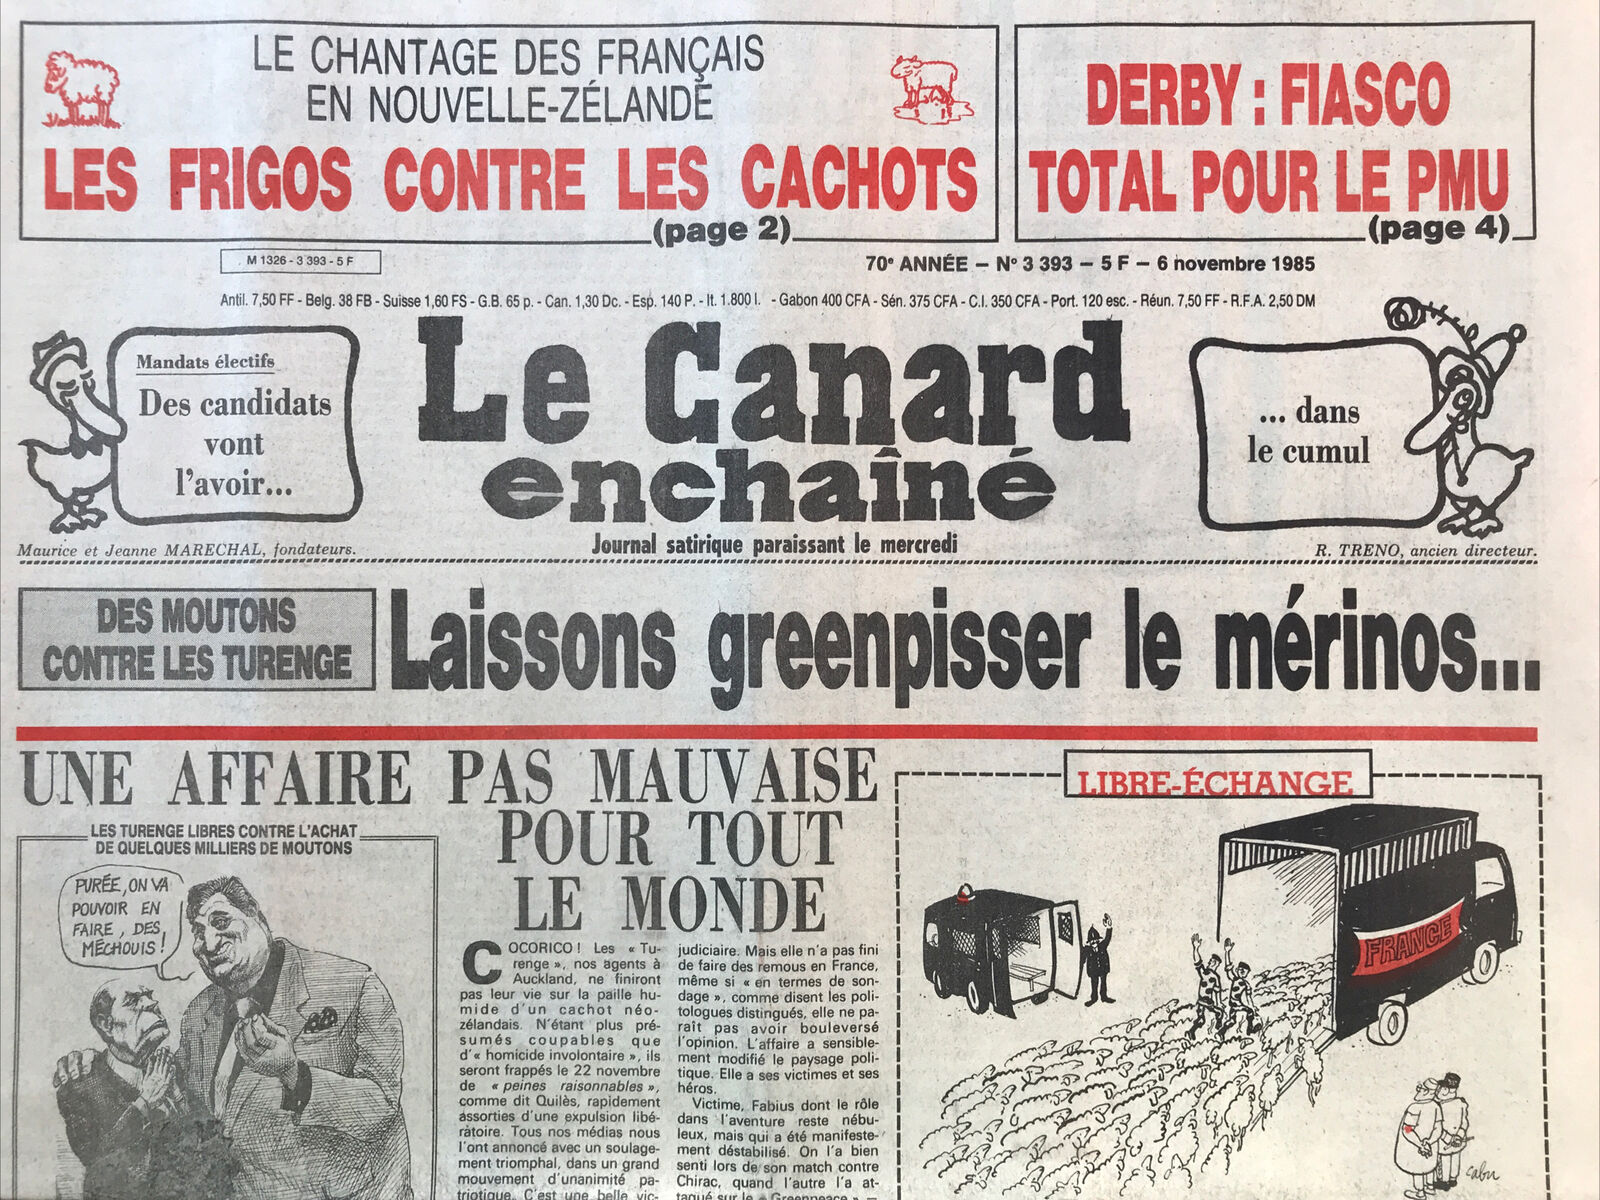 LE CHANTAGE DES FRANÇAIS
EN NOUVELLE-ZÉLANDE
LES FRIGOS CONTRE LES CACHOTS
(page 2)
DERBY : FIASCO
TOTAL POUR LE PMU
(page 4)
M 1326 - 3 393 - 5 F
70e ANNÉE – No 3 393 – 5 F – 6 novembre 1985
Antil. 7,50 FF - Belg. 38 FB - Suisse 1,60 FS - G.B. 65 p. - Can. 1,30 Dc. - Esp. 140 P. - It. 1.800 l. - Gabon 400 CFA - Sén. 375 CFA - C.I. 350 CFA - Port. 120 esc. - Réun. 7,50 FF - R.F.A. 2,50 DM
Mandats électifs
Des candidats
vont
l'avoir...
Le Canard
enchaîné
... dans
le cumul
Maurice et Jeanne MARECHAL, fondateurs.
Journal satirique paraissant le mercredi
R. TRENO, ancien directeur.
DES MOUTONS
CONTRE LES TURENGE
Laissons greenpisser le mérinos...
UNE AFFAIRE PAS MAUVAISE
POUR TOUT
LE MONDE
LES TURENGE LIBRES CONTRE L'ACHAT
DE QUELQUES MILLIERS DE MOUTONS
PURÉE, ON VA
POUVOIR EN
FAIRE, DES
MÉCHOUIS !
COCORICO ! Les « Tu-
renge », nos agents à
Auckland, ne finiront
pas leur vie sur la paille hu-
mide d'un cachot néo-
zélandais. N'étant plus pré-
sumés coupables que
d'« homicide involontaire », ils
seront frappés le 22 novembre
de « peines raisonnables »,
comme dit Quilès, rapidement
assorties d'une expulsion libé-
ratoire. Tous nos médias nous
l'ont annoncé avec un soulage-
ment triomphal, dans un grand
mouvement d'unanimité pa-
triotique. C'est une belle vic-
judiciaire. Mais elle n'a pas fini
de faire des remous en France,
même si « en termes de son-
dage », comme disent les poli-
tologues distingués, elle ne pa-
raît pas avoir bouleversé
l'opinion. L'affaire a sensible-
ment modifié le paysage poli-
tique. Elle a ses victimes et ses
héros.
Victime, Fabius dont le rôle
dans l'aventure reste nébu-
leux, mais qui a été manifeste-
ment déstabilisé. On l'a bien
senti lors de son match contre
Chirac, quand l'autre l'a at-
taqué sur le « Greenpeace » —
LIBRE-ÉCHANGE
FRANCE
cabu